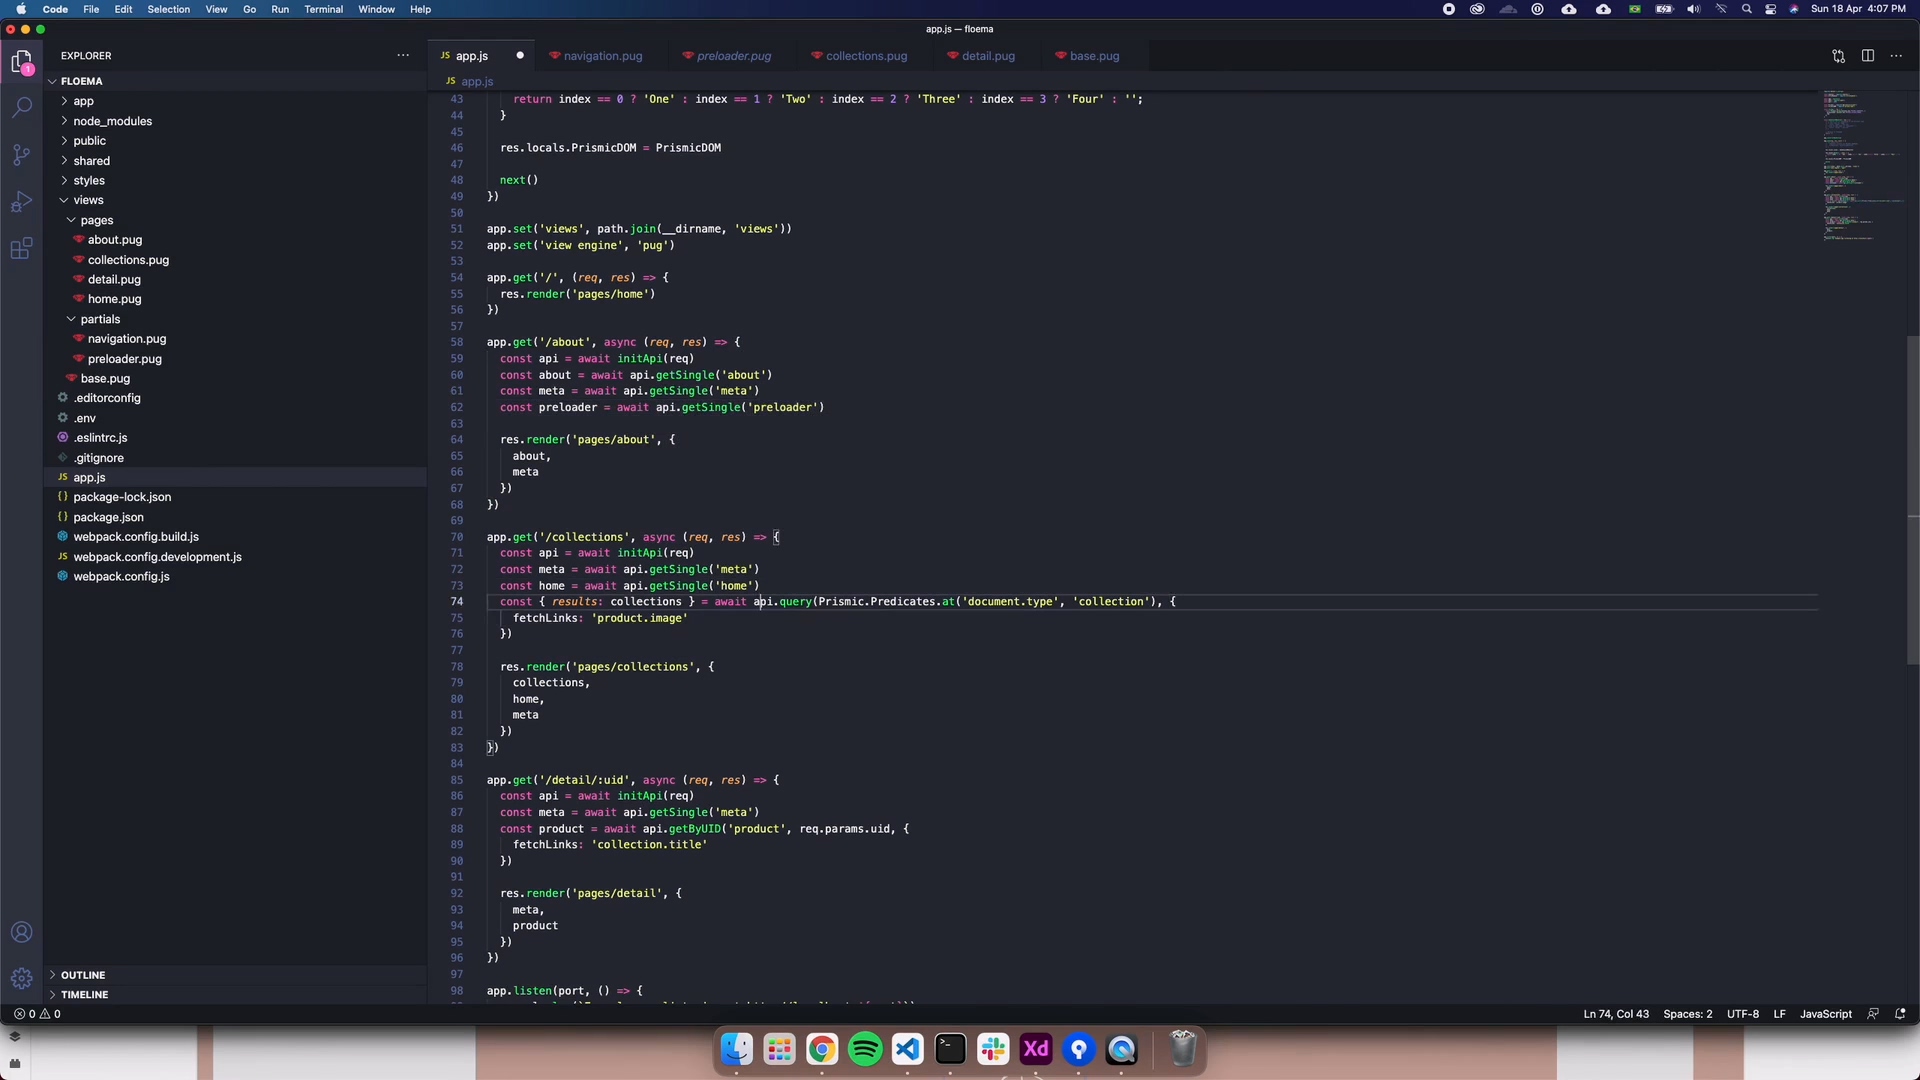 Code File Edit Selection View Go Run Terminal Window Help
Sun 18 Apr 4:07 PM
app.js — floema
EXPLORER
FLOEMA
app
node_modules
public
shared
styles
views
pages
about.pug
collections.pug
detail.pug
home.pug
partials
navigation.pug
preloader.pug
base.pug
.editorconfig
.env
.eslintrc.js
.gitignore
JS app.js
package-lock.json
package.json
webpack.config.build.js
JS webpack.config.development.js
webpack.config.js
OUTLINE
TIMELINE
JS app.js navigation.pug preloader.pug collections.pug detail.pug base.pug
JS app.js
43 return index == 0 ? 'One' : index == 1 ? 'Two' : index == 2 ? 'Three' : index == 3 ? 'Four' : '';
44 }
45
46 res.locals.PrismicDOM = PrismicDOM
47
48 next()
49 })
50
51 app.set('views', path.join(__dirname, 'views'))
52 app.set('view engine', 'pug')
53
54 app.get('/', (req, res) => {
55 res.render('pages/home')
56 })
57
58 app.get('/about', async (req, res) => {
59 const api = await initApi(req)
60 const about = await api.getSingle('about')
61 const meta = await api.getSingle('meta')
62 const preloader = await api.getSingle('preloader')
63
64 res.render('pages/about', {
65 about,
66 meta
67 })
68 })
69
70 app.get('/collections', async (req, res) => {
71 const api = await initApi(req)
72 const meta = await api.getSingle('meta')
73 const home = await api.getSingle('home')
74 const { results: collections } = await api.query(Prismic.Predicates.at('document.type', 'collection'), {
75 fetchLinks: 'product.image'
76 })
77
78 res.render('pages/collections', {
79 collections,
80 home,
81 meta
82 })
83 })
84
85 app.get('/detail/:uid', async (req, res) => {
86 const api = await initApi(req)
87 const meta = await api.getSingle('meta')
88 const product = await api.getByUID('product', req.params.uid, {
89 fetchLinks: 'collection.title'
90 })
91
92 res.render('pages/detail', {
93 meta,
94 product
95 })
96 })
97
98 app.listen(port, () => {
0 0
Ln 74, Col 43 Spaces: 2 UTF-8 LF JavaScript
Xd